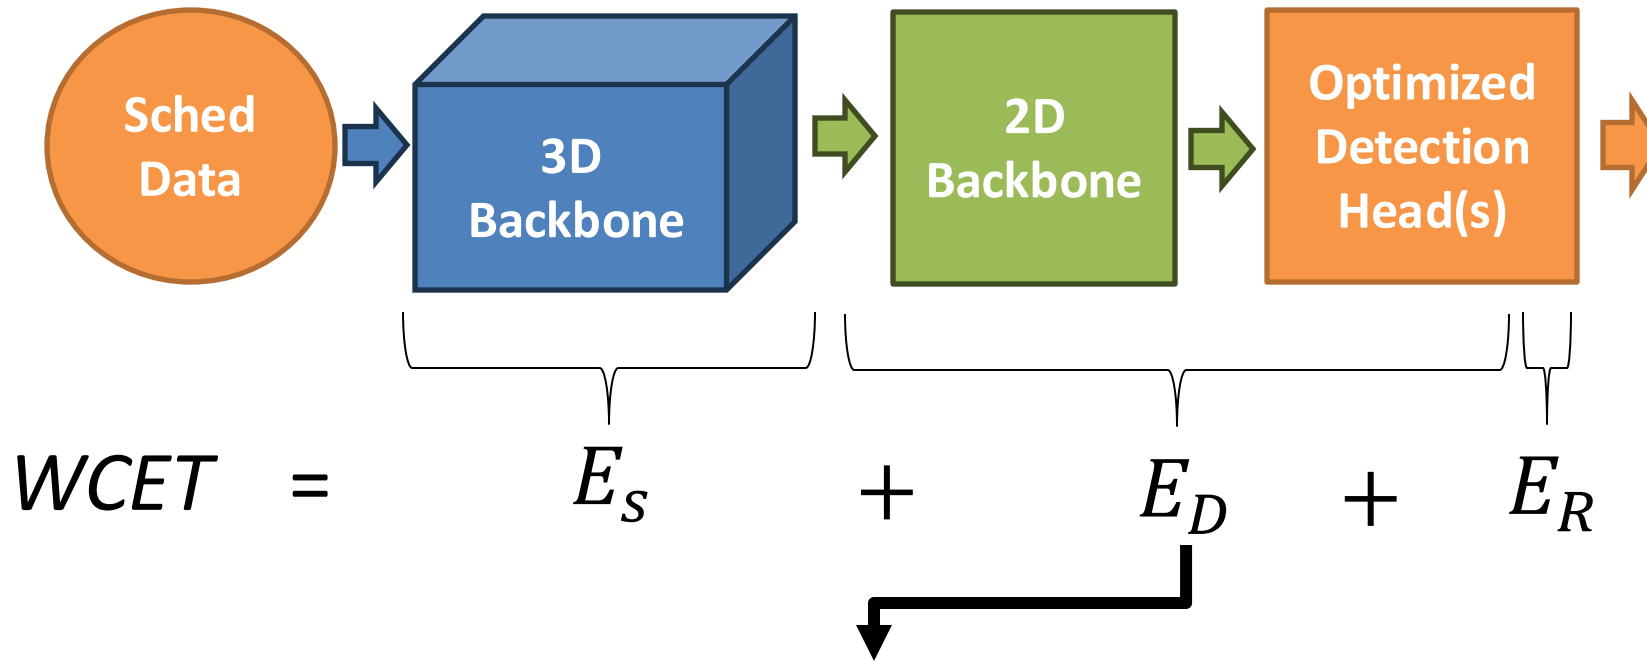 Sched
Data
3D
Backbone
2D
Backbone
Optimized
Detection
Head(s)
WCET = E_s + E_D + E_R